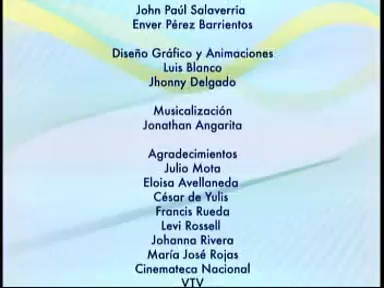 John Paúl Salaverria
Enver Pérez Barrientos
Diseño Gráfico y Animaciones
Luis Blanco
Jhonny Delgado
Musicalización
Jonathan Angarita
Agradecimientos
Julio Mota
Eloisa Avellaneda
César de Yulis
Francis Rueda
Levi Rossell
Johanna Rivera
María José Rojas
Cinemateca Nacional
VTV